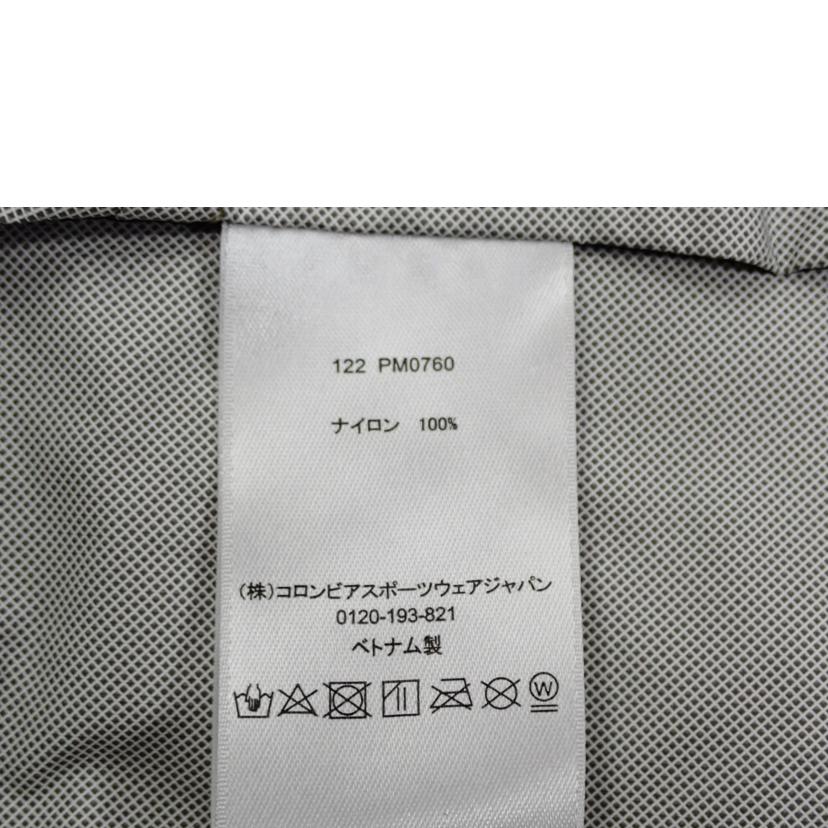 122 PM0760
ナイロン 100%
(株)コロンビアスポーツウェアジャパン
0120-193-821
ベトナム製
W